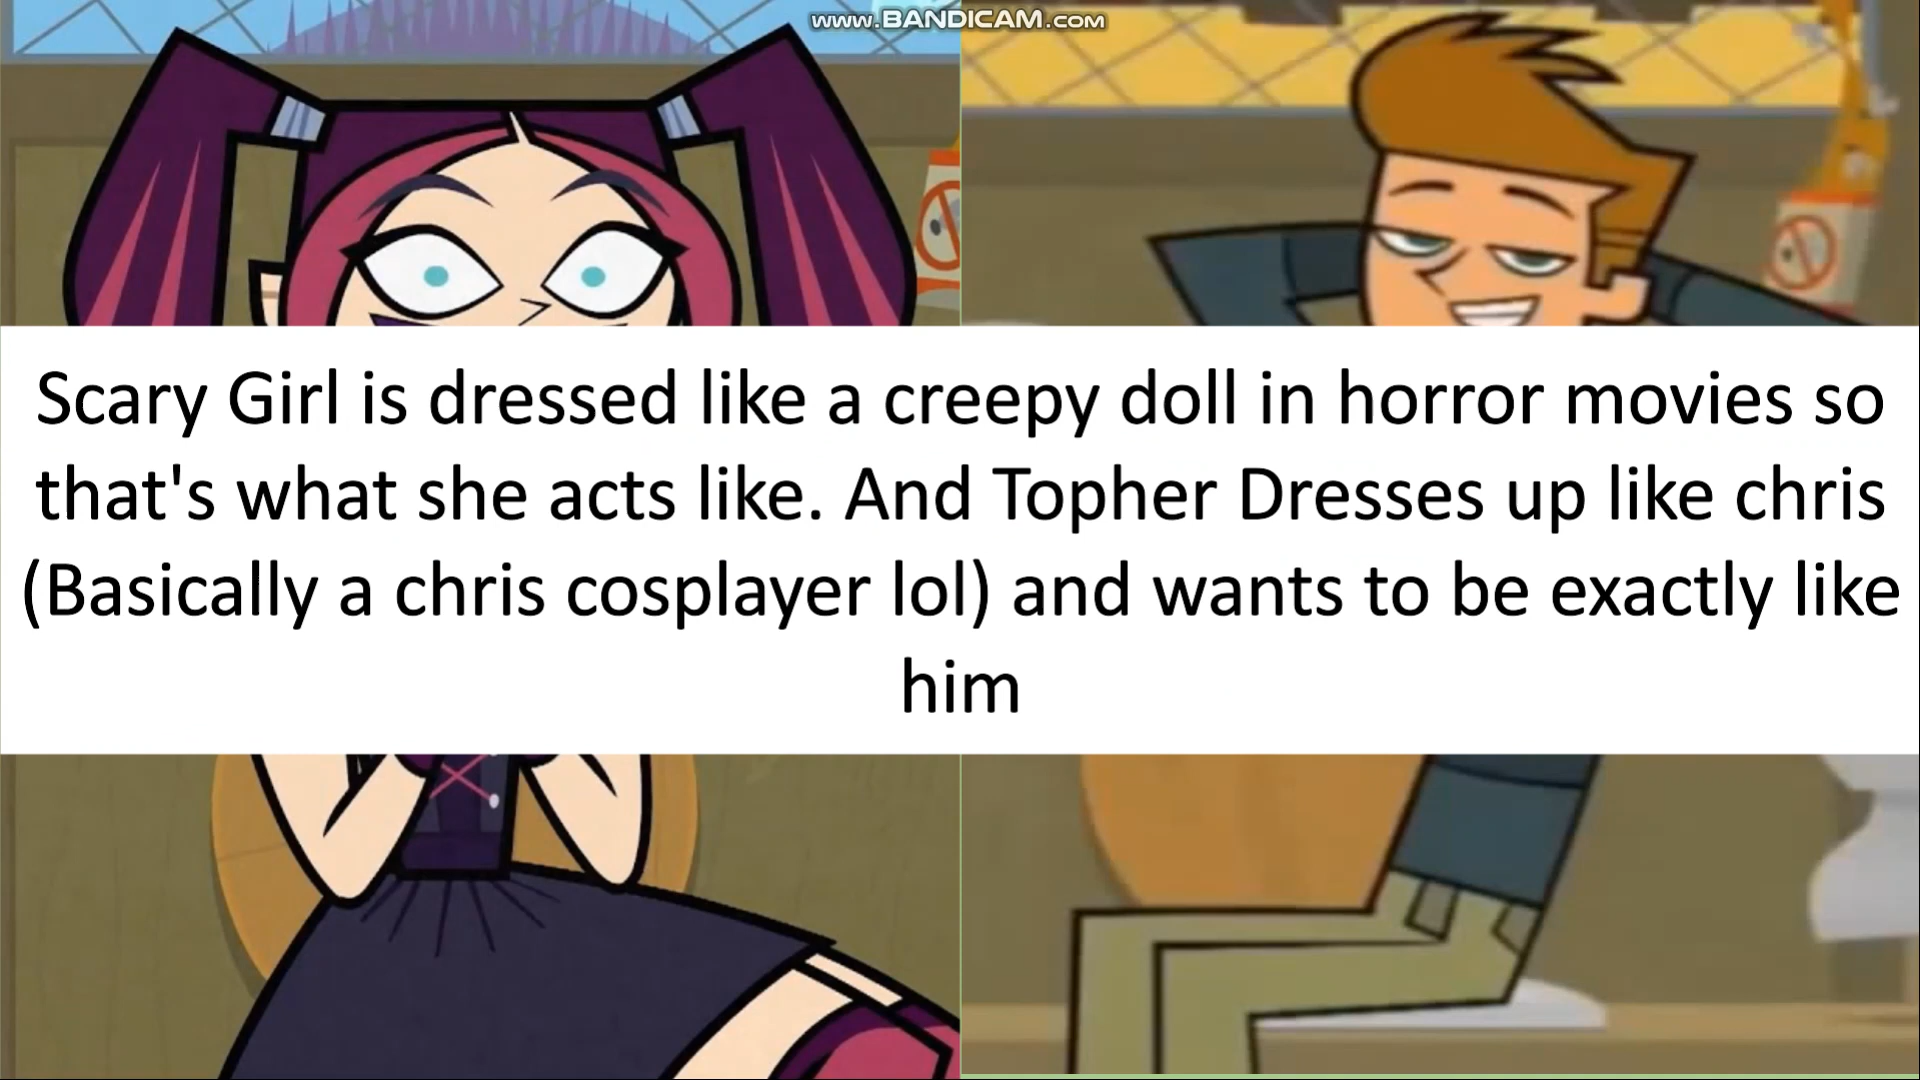 www.BANDICAM.com
Scary Girl is dressed like a creepy doll in horror movies so
that's what she acts like. And Topher Dresses up like chris
(Basically a chris cosplayer lol) and wants to be exactly like
him